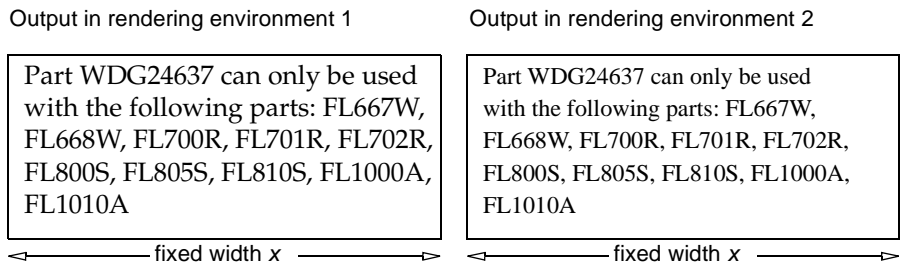 Output in rendering environment 1
Part WDG24637 can only be used
with the following parts: FL667W,
FL668W, FL700R, FL701R, FL702R,
FL800S, FL805S, FL810S, FL1000A,
FL1010A
fixed width x
Output in rendering environment 2
Part WDG24637 can only be used
with the following parts: FL667W,
FL668W, FL700R, FL701R, FL702R,
FL800S, FL805S, FL810S, FL1000A,
FL1010A
fixed width x